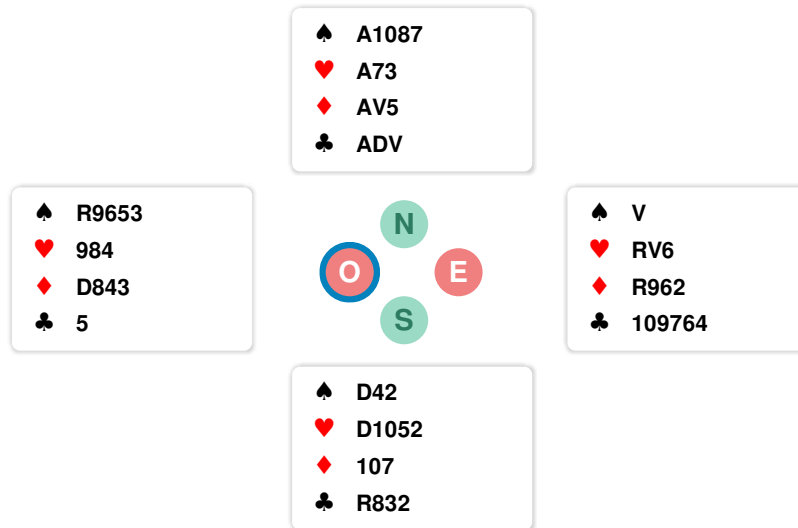 ♠ A1087
♥ A73
♦ AV5
♣ ADV
♠ R9653
♥ 984
♦ D843
♣ 5
N
O E
S
♠ V
♥ RV6
♦ R962
♣ 109764
♠ D42
♥ D1052
♦ 107
♣ R832